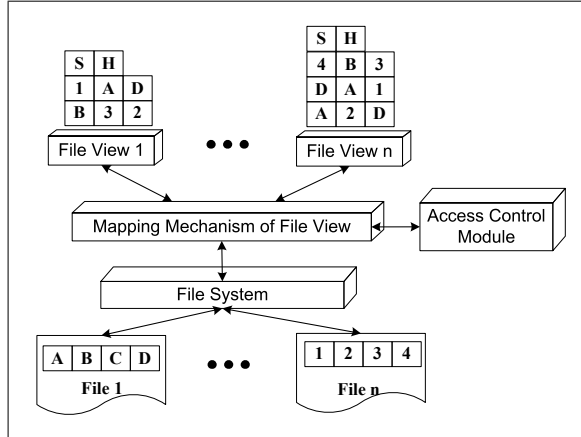 S H
1 A D
B 3 2
File View 1
S H
4 B 3
D A 1
A 2 D
File View n
Mapping Mechanism of File View
Access Control
Module
File System
A B C D
File 1
1 2 3 4
File n